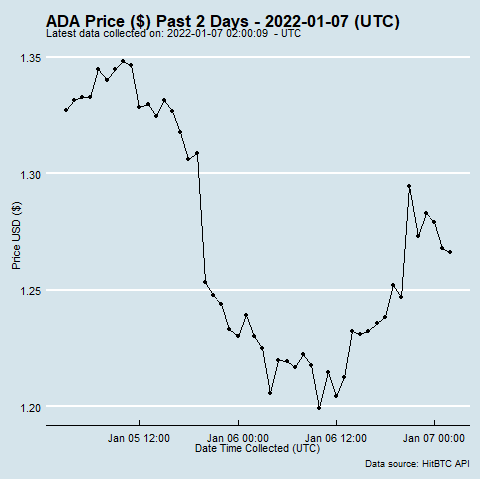 ADA Price ($) Past 2 Days - 2022-01-07 (UTC)
Latest data collected on: 2022-01-07 02:00:09  - UTC
1.35
1.30
1.25
1.20
Price USD ($)
Jan 05 12:00 Jan 06 00:00 Jan 06 12:00 Jan 07 00:00
Date Time Collected (UTC)
Data source: HitBTC API